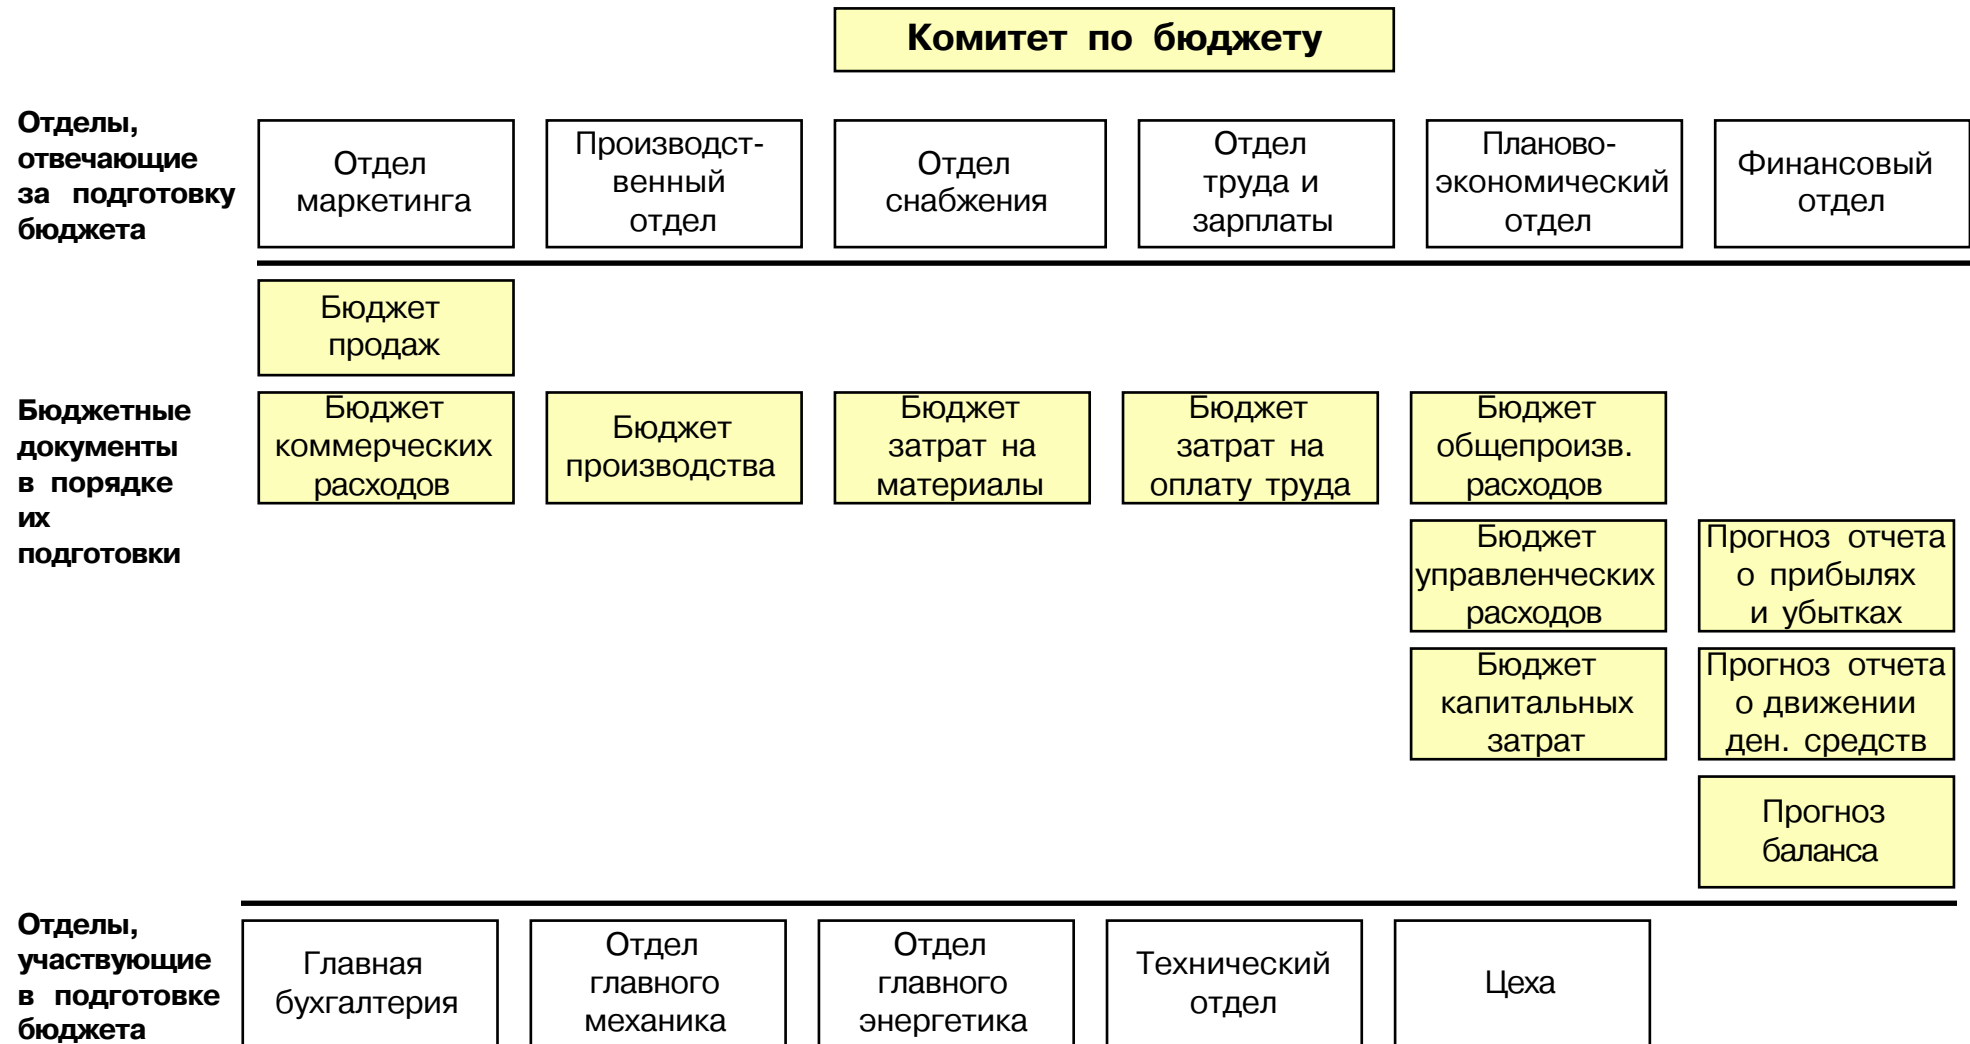 Комитет по бюджету
Отделы,
отвечающие
за подготовку
бюджета
Отдел
маркетинга
Производст-
венный
отдел
Отдел
снабжения
Отдел
труда и
зарплаты
Планово-
экономический
отдел
Финансовый
отдел
Бюджетные
документы
в порядке
их
подготовки
Бюджет
продаж
Бюджет
коммерческих
расходов
Бюджет
производства
Бюджет
затрат на
материалы
Бюджет
затрат на
оплату труда
Бюджет
общепроизв.
расходов
Бюджет
управленческих
расходов
Прогноз отчета
о прибылях
и убытках
Бюджет
капитальных
затрат
Прогноз отчета
о движении
ден. средств
Прогноз
баланса
Отделы,
участвующие
в подготовке
бюджета
Главная
бухгалтерия
Отдел
главного
механика
Отдел
главного
энергетика
Технический
отдел
Цеха